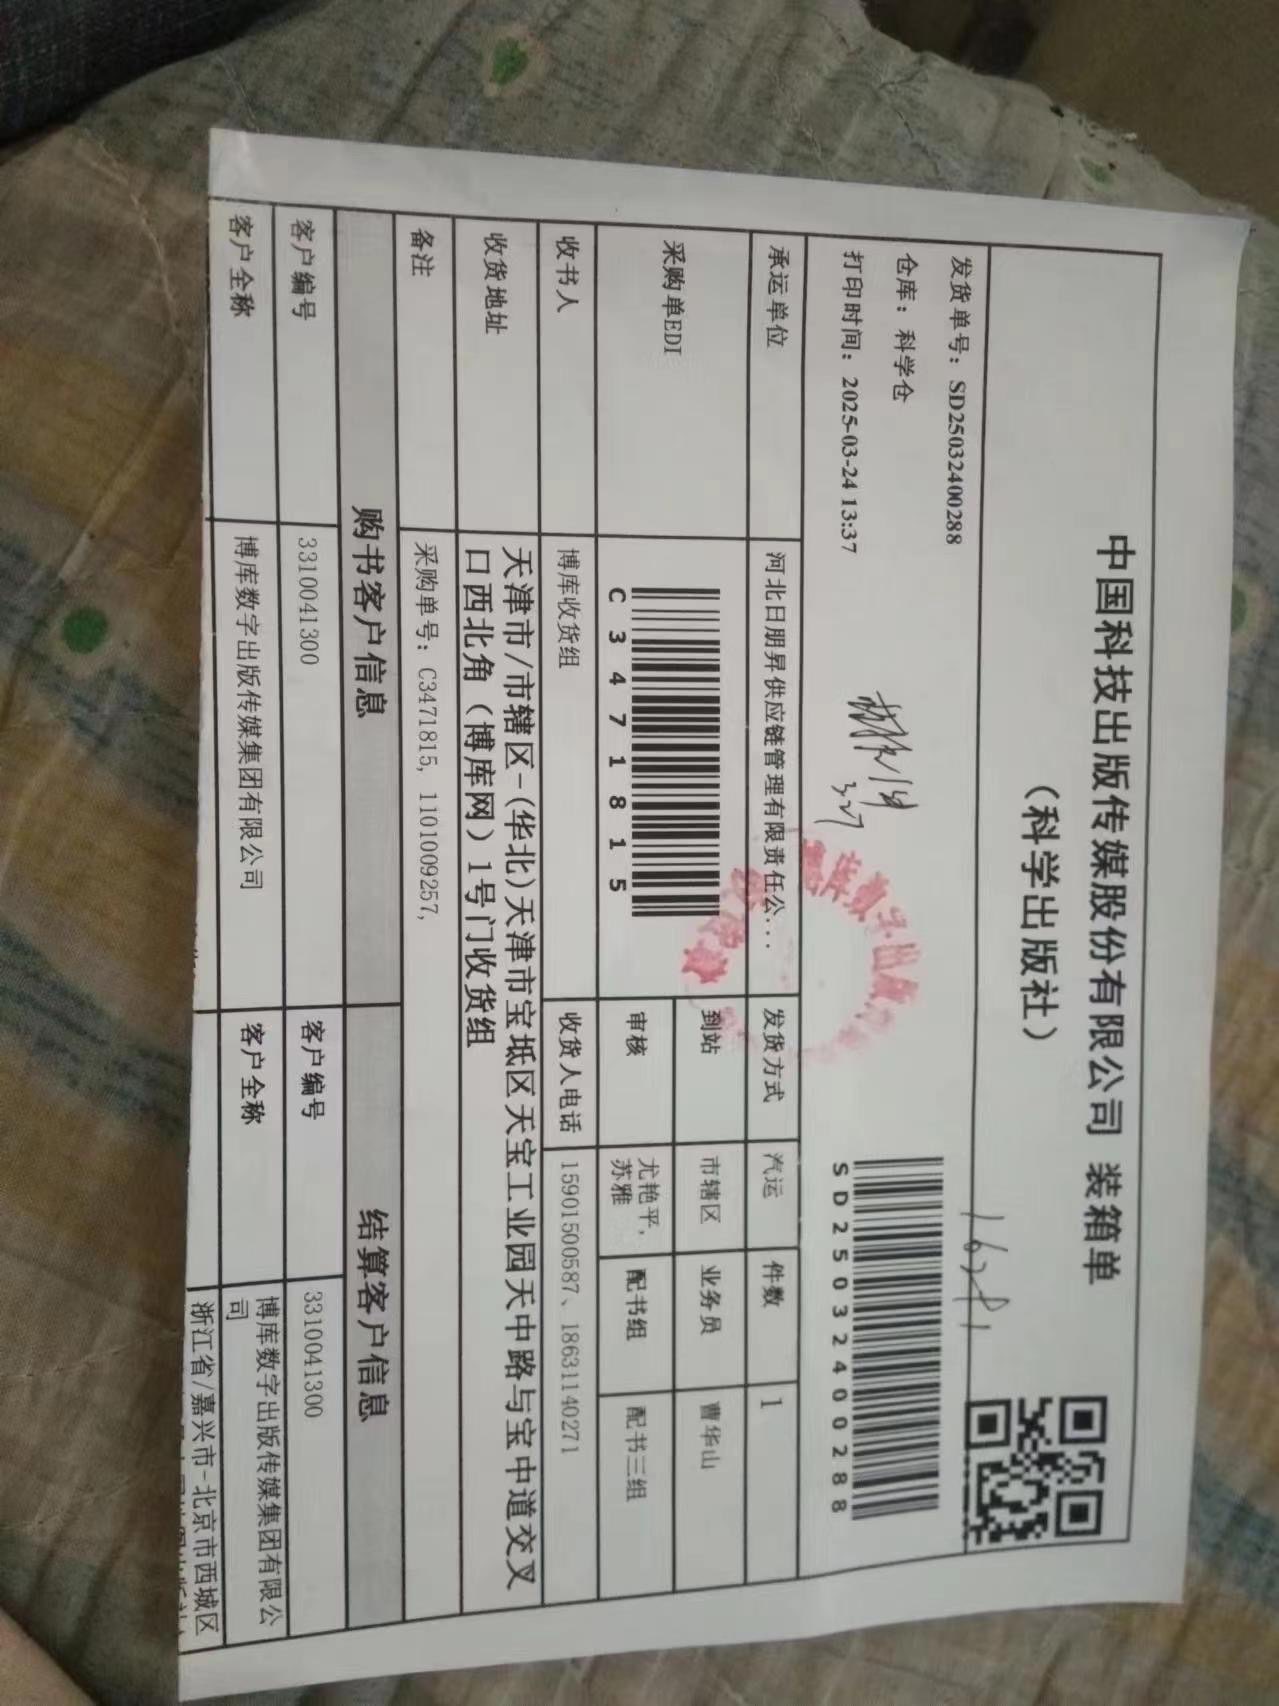 中国科技出版传媒股份有限公司 装箱单
(科学出版社)
发货单号：SD25032400288
仓库：科学仓
打印时间：2025-03-24 13:37
3.27
SD25032400288
承运单位 河北日朋昇供应链管理有限责任公... 发货方式 汽运 件数 1
采购单EDI C3471815 到站 市辖区 业务员 曹华山
审核 尤艳平， 配书组 配书三组
苏雅
收书人 博库收货组 收货人电话 15901500587、18631140271
收货地址 天津市/市辖区-(华北)天津市宝坻区天宝工业园天中路与宝中道交叉
口西北角（博库网）1号门收货组
备注 采购单号：C3471815, 1101009257,
购书客户信息 结算客户信息
客户编号 3310041300 客户编号 3310041300
客户全称 博库数字出版传媒集团有限公司 客户全称 博库数字出版传媒集团有限公
司
浙江省/嘉兴市-北京市西城区